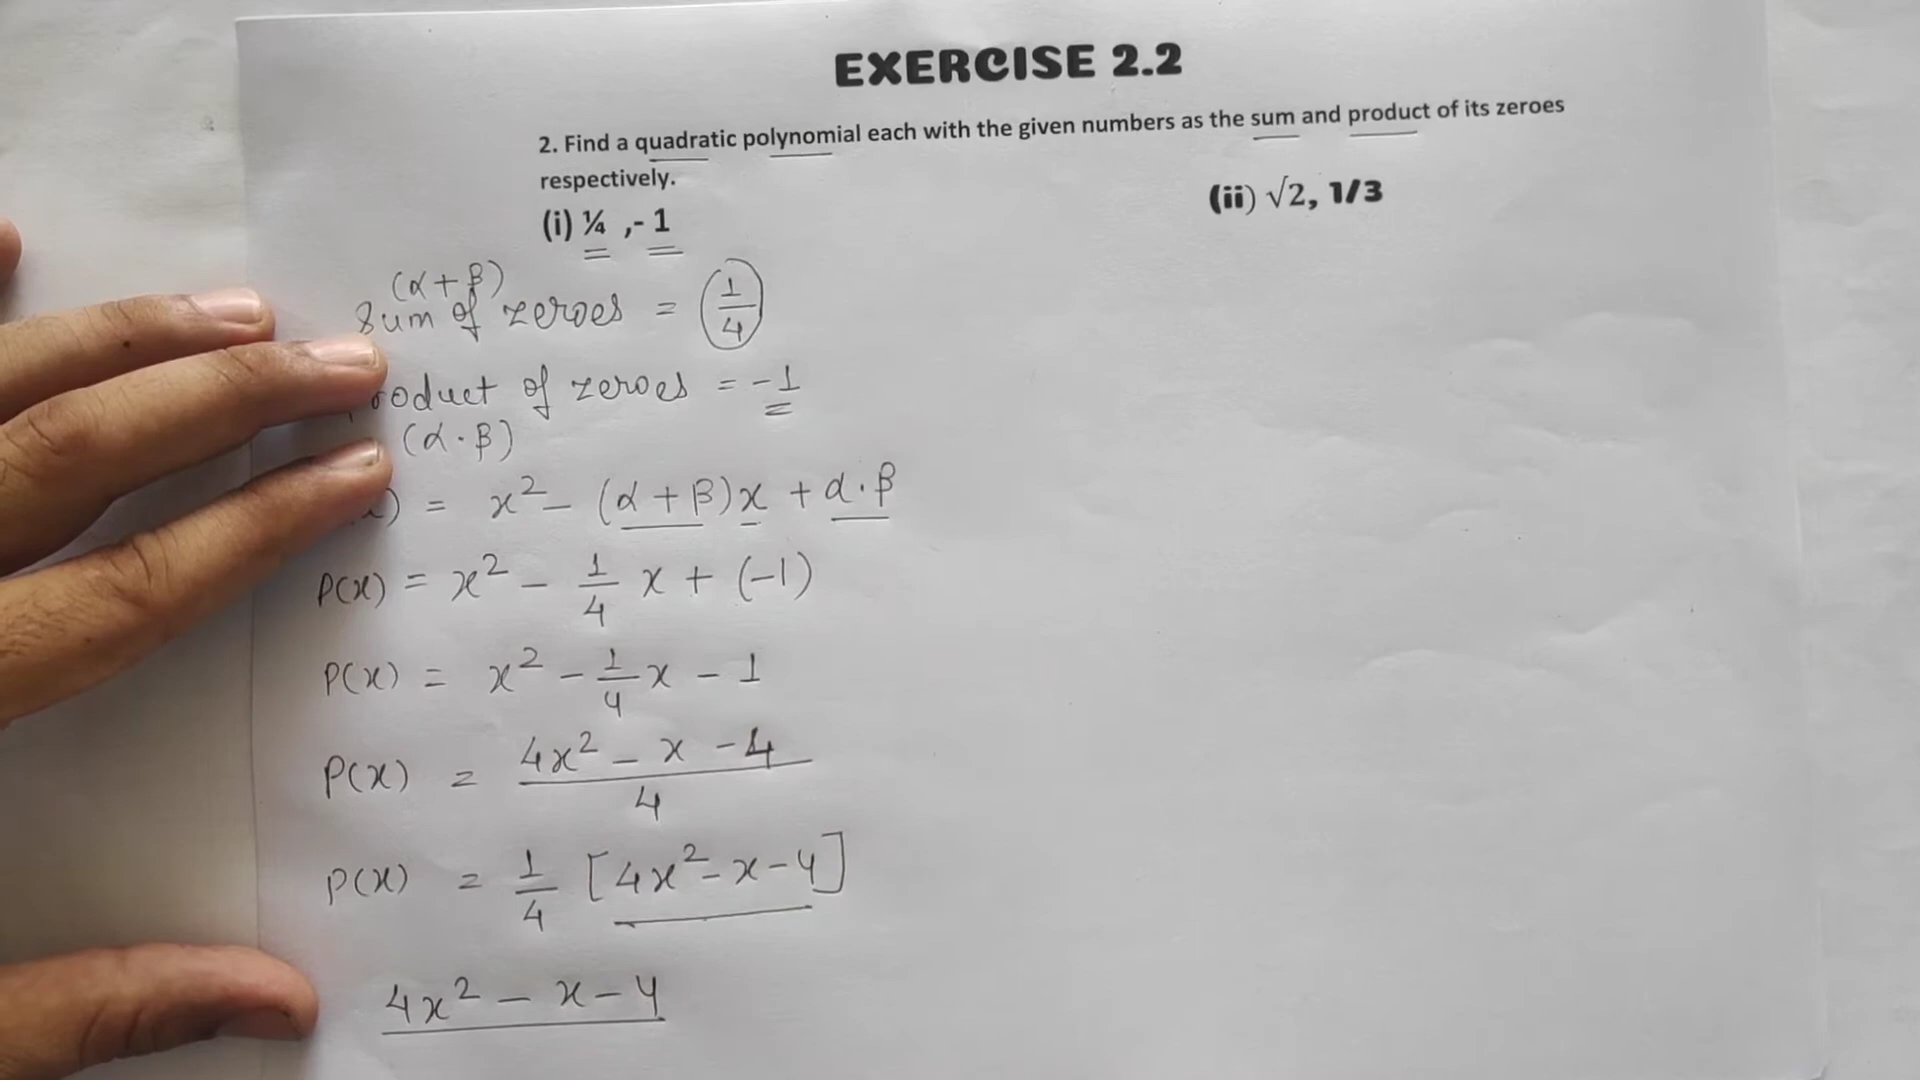 EXERCISE 2.2
2. Find a quadratic polynomial each with the given numbers as the sum and product of its zeroes
respectively.
(i) ¼ ,- 1
(ii) √2, 1/3
(α + β)
Sum of zeroes = 1/4
roduct of zeroes = -1
(α · β)
) = x² - (α + β)x + α · β
P(x) = x² - 1/4 x + (-1)
P(x) = x² - 1/4 x - 1
P(x) = 4x² - x - 4 / 4
P(x) = 1/4 [4x² - x - 4]
4x² - x - 4